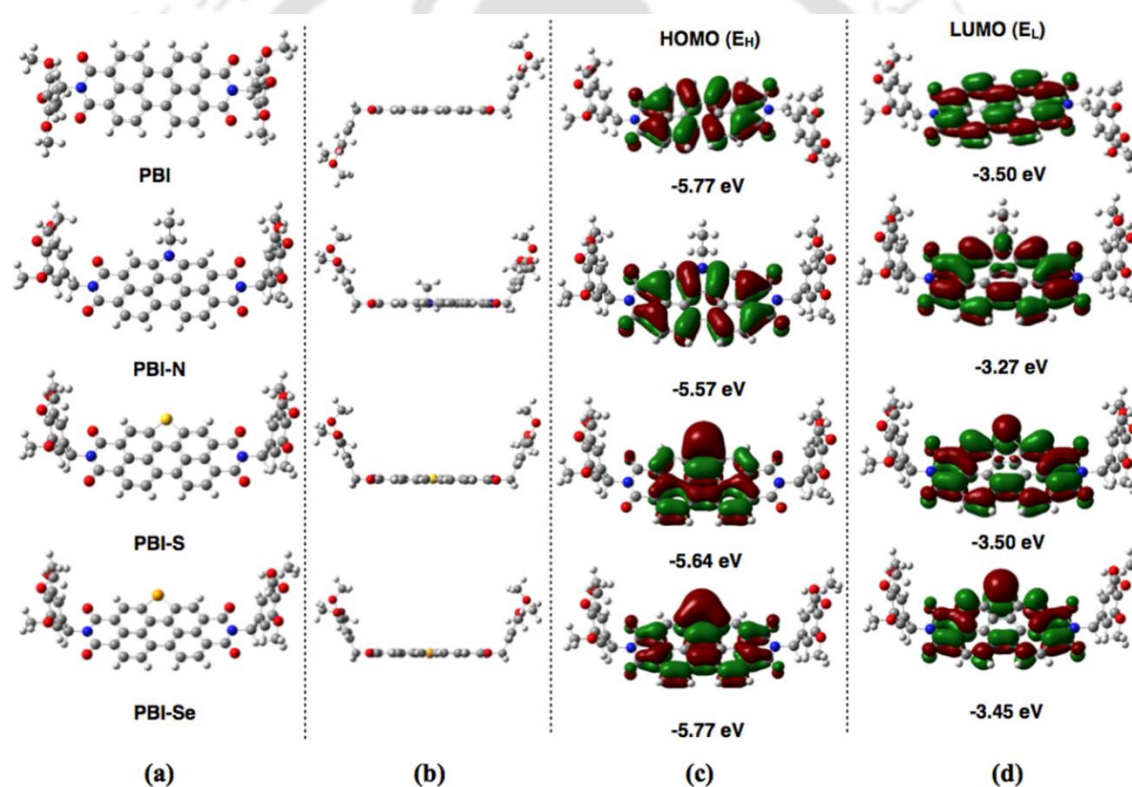 HOMO (EH)
LUMO (EL)
PBI
-5.77 eV
-3.50 eV
PBI-N
-5.57 eV
-3.27 eV
PBI-S
-5.64 eV
-3.50 eV
PBI-Se
-5.77 eV
-3.45 eV
(a)
(b)
(c)
(d)